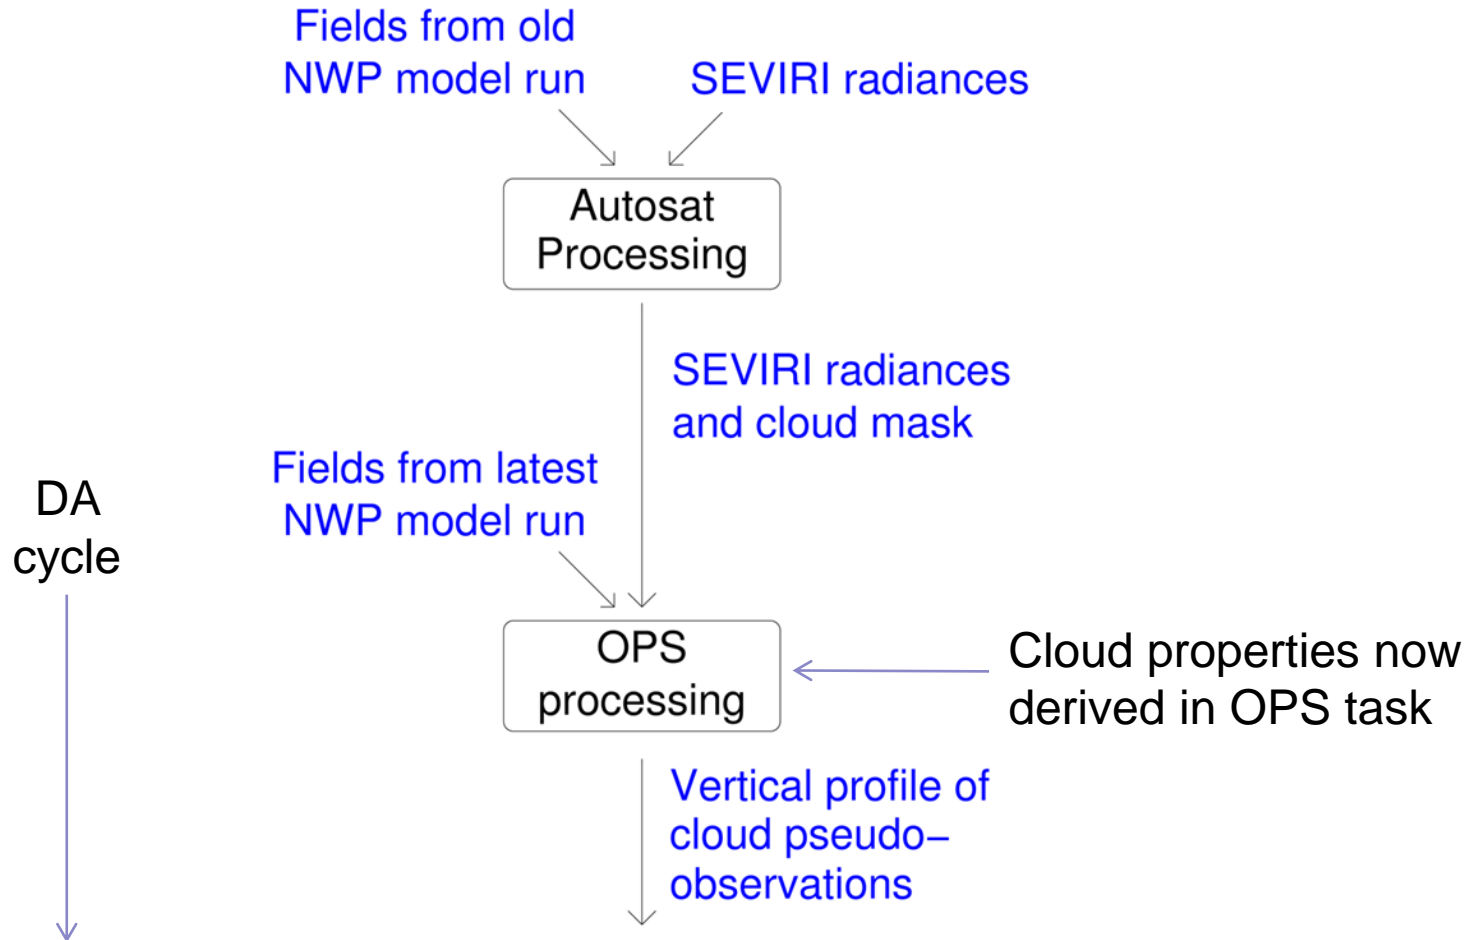 Fields from old
NWP model run
SEVIRI radiances
Autosat
Processing
SEVIRI radiances
and cloud mask
Fields from latest
NWP model run
DA
cycle
OPS
processing
Cloud properties now
derived in OPS task
Vertical profile of
cloud pseudo−
observations